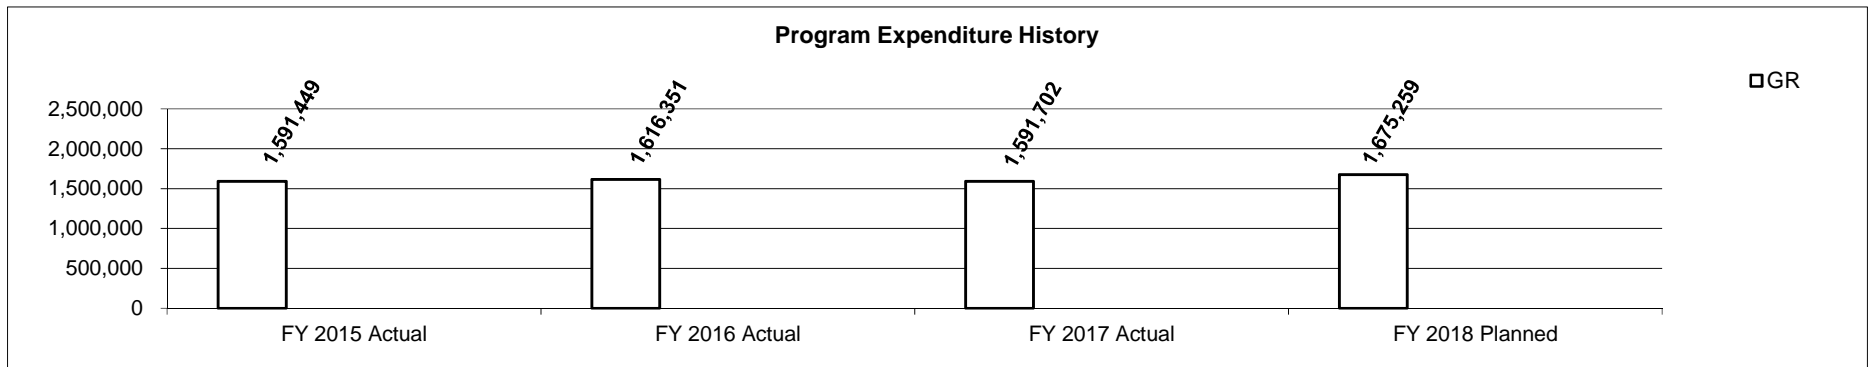 Program Expenditure History
GR
1,591,449
1,616,351
1,591,702
1,675,259
2,500,000
2,000,000
1,500,000
1,000,000
500,000
0
FY 2015 Actual
FY 2016 Actual
FY 2017 Actual
FY 2018 Planned